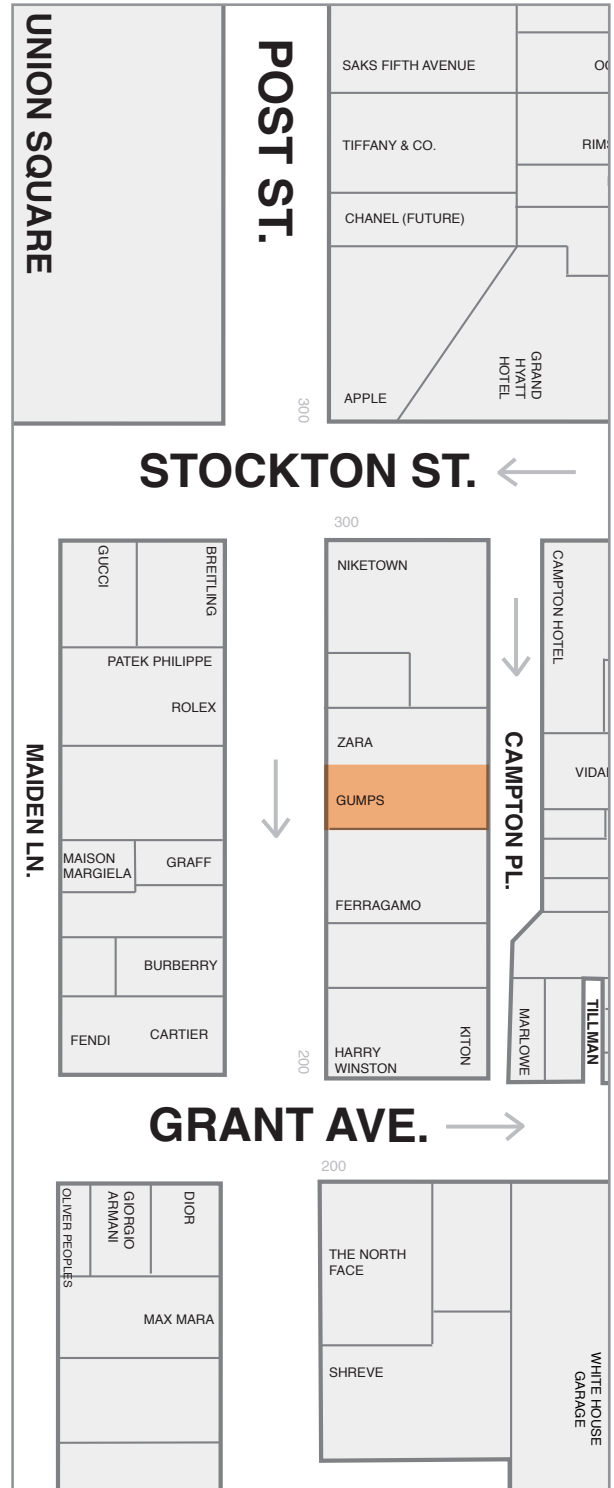 UNION SQUARE
POST ST.
SAKS FIFTH AVENUE
TIFFANY & CO.
CHANEL (FUTURE)
APPLE
GRAND
HYATT
HOTEL
300
STOCKTON ST.
300
GUCCI
BREITLING
PATEK PHILIPPE
ROLEX
MAISON
MARGIELA
GRAFF
BURBERRY
FENDI
CARTIER
MAIDEN LN.
NIKETOWN
ZARA
GUMPS
FERRAGAMO
HARRY
WINSTON
KITON
CAMPTON PL.
CAMPTON HOTEL
MARLOWE
TILLMAN
200
GRANT AVE.
200
OLIVER PEOPLES
GIORGIO
ARMANI
DIOR
MAX MARA
THE NORTH
FACE
SHREVE
WHITE HOUSE
GARAGE